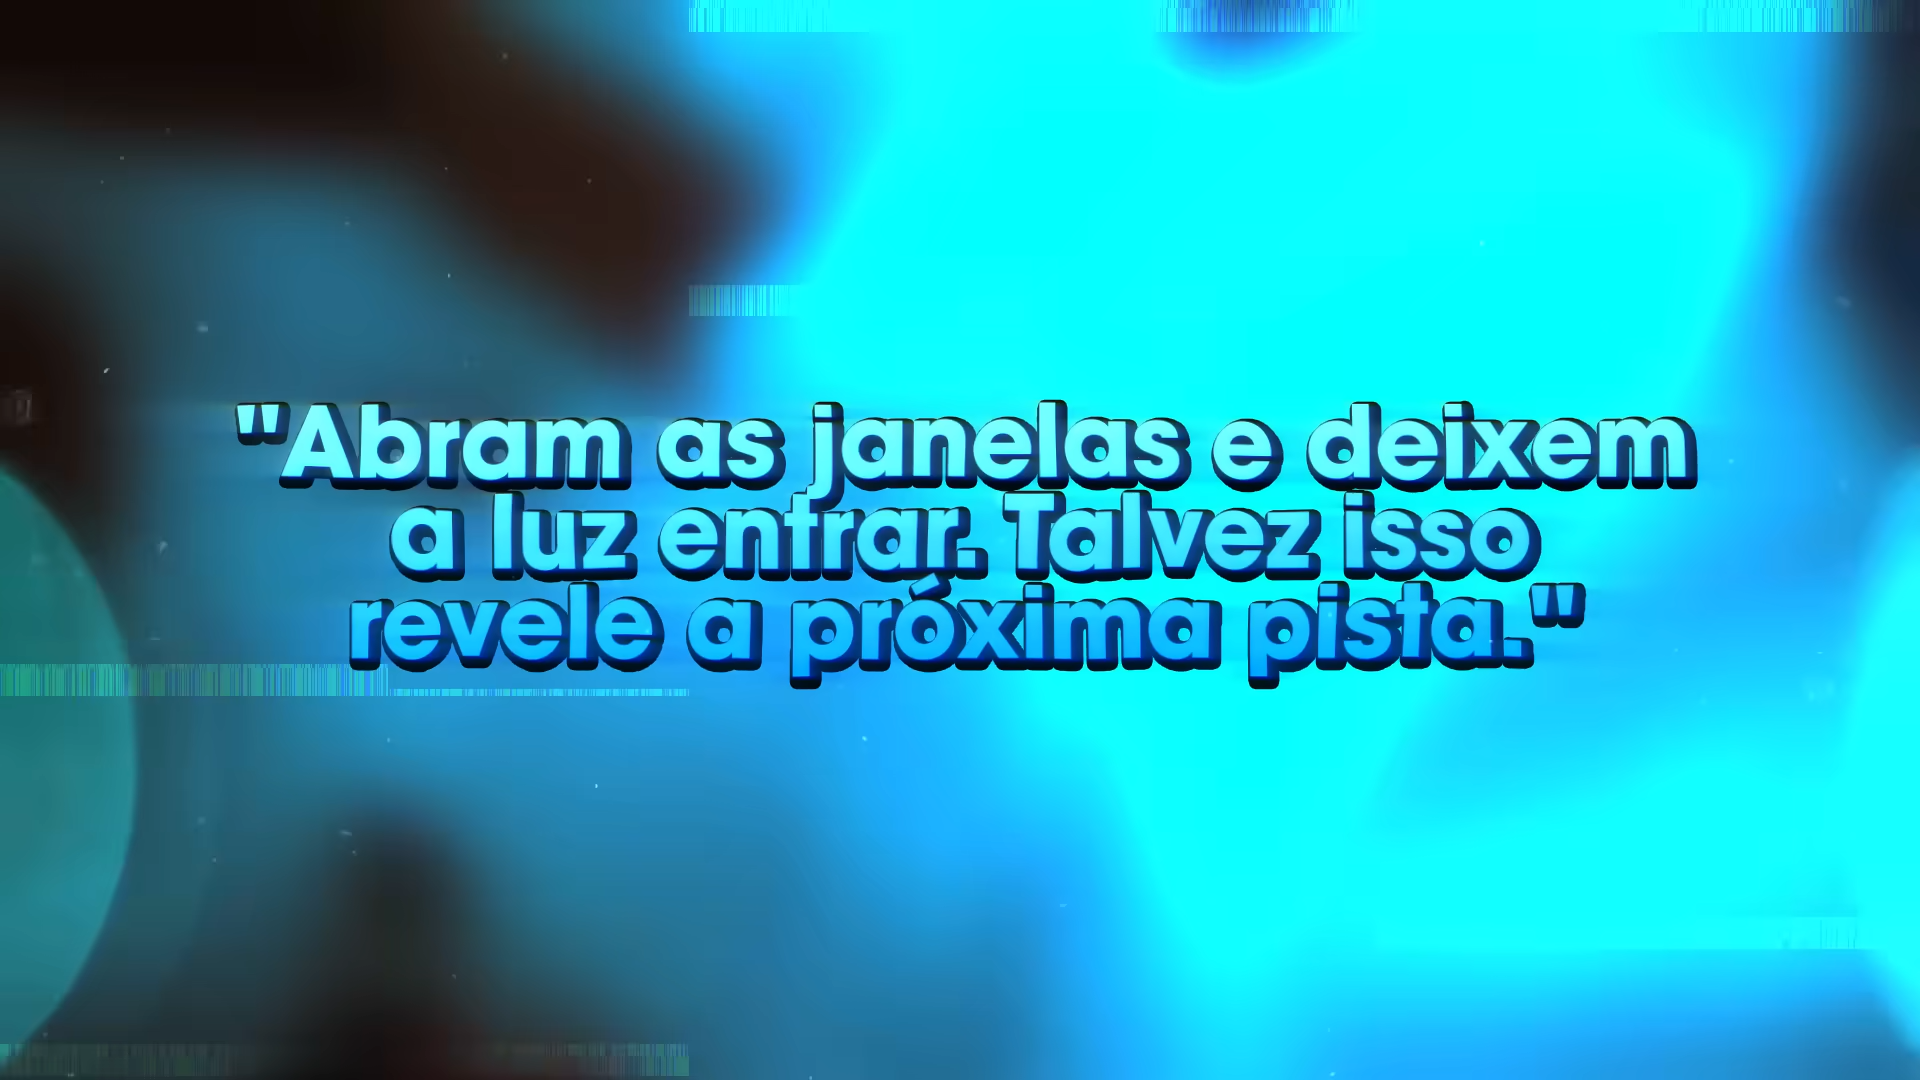 "Abram as janelas e deixem
a luz entrar. Talvez isso
revele a próxima pista."